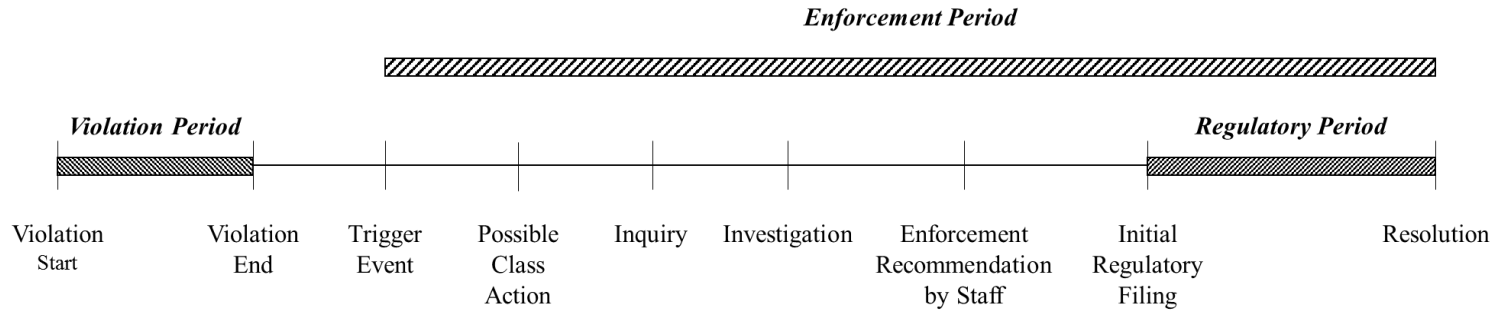 Enforcement Period
Violation Period
Regulatory Period
Violation
Start
Violation
End
Trigger
Event
Possible
Class
Action
Inquiry
Investigation
Enforcement
Recommendation
by Staff
Initial
Regulatory
Filing
Resolution